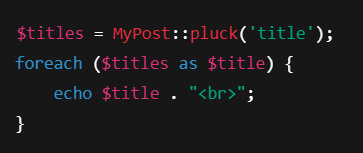 $titles = MyPost::pluck('title');
foreach ($titles as $title) {
    echo $title . "<br>";
}